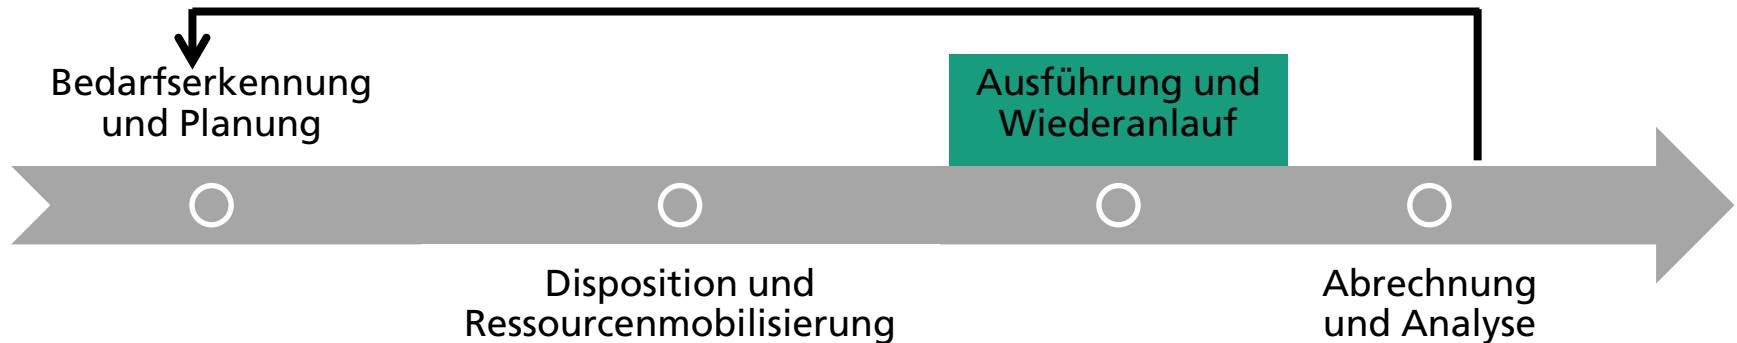 Bedarfserkennung
und Planung
Ausführung und
Wiederanlauf
Disposition und
Ressourcenmobilisierung
Abrechnung
und Analyse